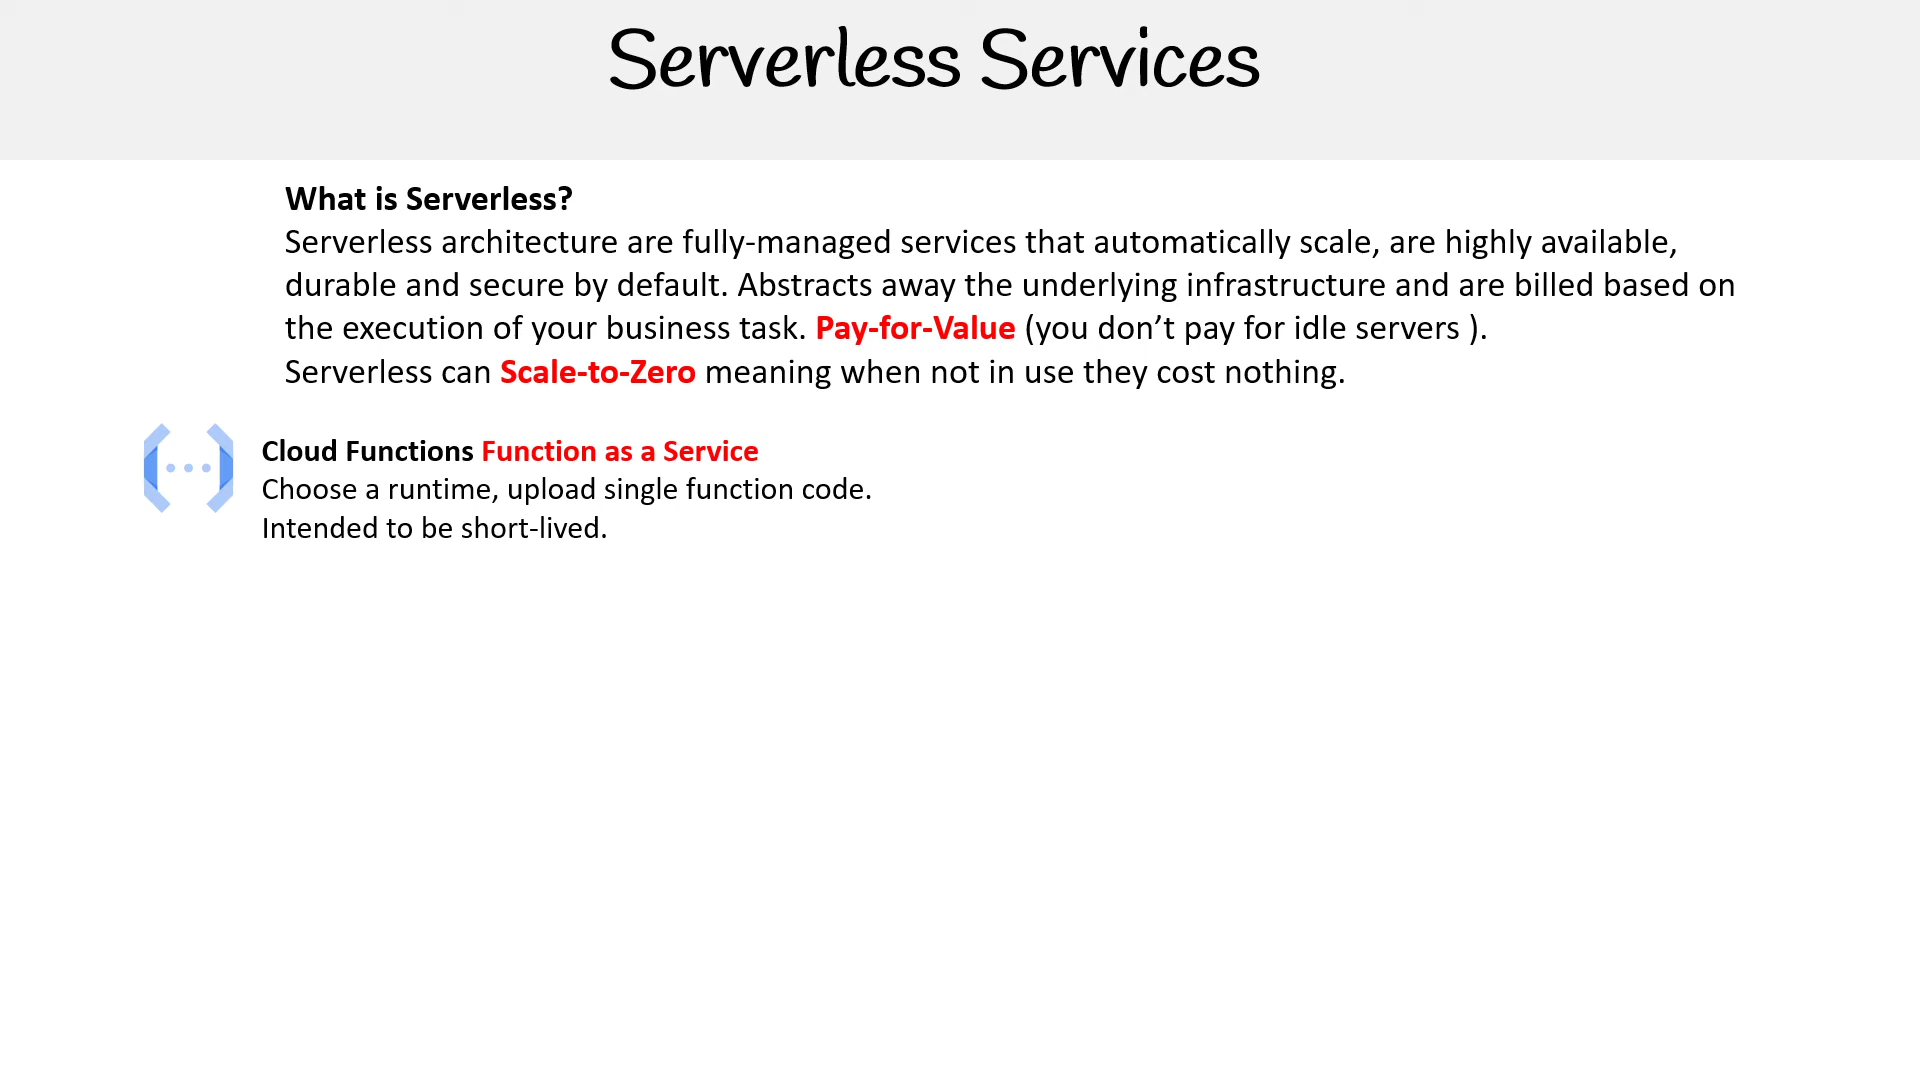 Serverless Services
What is Serverless?
Serverless architecture are fully-managed services that automatically scale, are highly available,
durable and secure by default. Abstracts away the underlying infrastructure and are billed based on
the execution of your business task. Pay-for-Value (you don’t pay for idle servers ).
Serverless can Scale-to-Zero meaning when not in use they cost nothing.
Cloud Functions Function as a Service
Choose a runtime, upload single function code.
Intended to be short-lived.